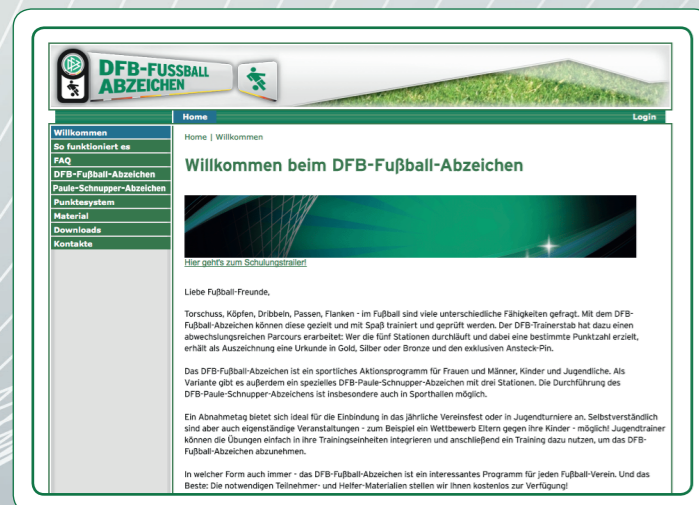 DFB-FUSSBALL
ABZEICHEN
Home
Login
Willkommen
So funktioniert es
FAQ
DFB-Fußball-Abzeichen
Paule-Schnupper-Abzeichen
Punktesystem
Material
Downloads
Kontakte
Home | Willkommen
Willkommen beim DFB-Fußball-Abzeichen
Hier geht's zum Schulungstrailer!
Liebe Fußball-Freunde,
Torschuss, Köpfen, Dribbeln, Passen, Flanken - im Fußball sind viele unterschiedliche Fähigkeiten gefragt. Mit dem DFB-
Fußball-Abzeichen können diese gezielt und mit Spaß trainiert und geprüft werden. Der DFB-Trainerstab hat dazu einen
abwechslungsreichen Parcours erarbeitet: Wer die fünf Stationen durchläuft und dabei eine bestimmte Punktzahl erzielt,
erhält als Auszeichnung eine Urkunde in Gold, Silber oder Bronze und den exklusiven Ansteck-Pin.
Das DFB-Fußball-Abzeichen ist ein sportliches Aktionsprogramm für Frauen und Männer, Kinder und Jugendliche. Als
Variante gibt es außerdem ein spezielles DFB-Paule-Schnupper-Abzeichen mit drei Stationen. Die Durchführung des
DFB-Paule-Schnupper-Abzeichens ist insbesondere auch in Sporthallen möglich.
Ein Abnahmetag bietet sich ideal für die Einbindung in das jährliche Vereinsfest oder in Jugendturniere an. Selbstverständlich
sind aber auch eigenständige Veranstaltungen - zum Beispiel ein Wettbewerb Eltern gegen ihre Kinder - möglich! Jugendtrainer
können die Übungen einfach in ihre Trainingseinheiten integrieren und anschließend ein Training dazu nutzen, um das DFB-
Fußball-Abzeichen abzunehmen.
In welcher Form auch immer - das DFB-Fußball-Abzeichen ist ein interessantes Programm für jeden Fußball-Verein. Und das
Beste: Die notwendigen Teilnehmer- und Helfer-Materialien stellen wir Ihnen kostenlos zur Verfügung!